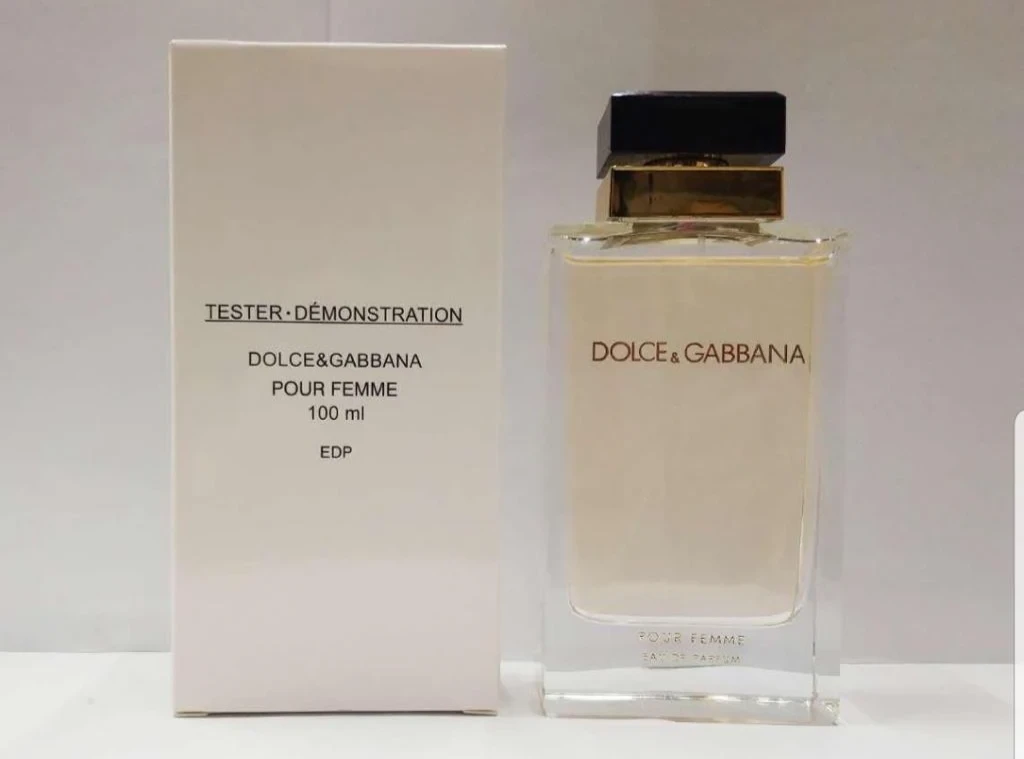 TESTER·DÉMONSTRATION
DOLCE&GABBANA
POUR FEMME
100 ml
EDP
DOLCE&GABBANA
POUR FEMME
EAU DE PARFUM